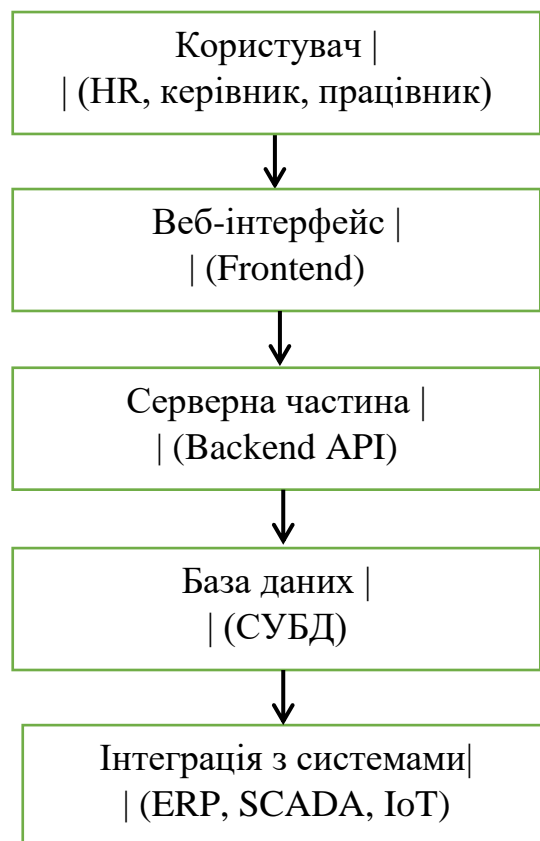 Користувач |
| (HR, керівник, працівник)
Веб-інтерфейс |
| (Frontend)
Серверна частина |
| (Backend API)
База даних |
| (СУБД)
Інтеграція з системами|
| (ERP, SCADA, IoT)